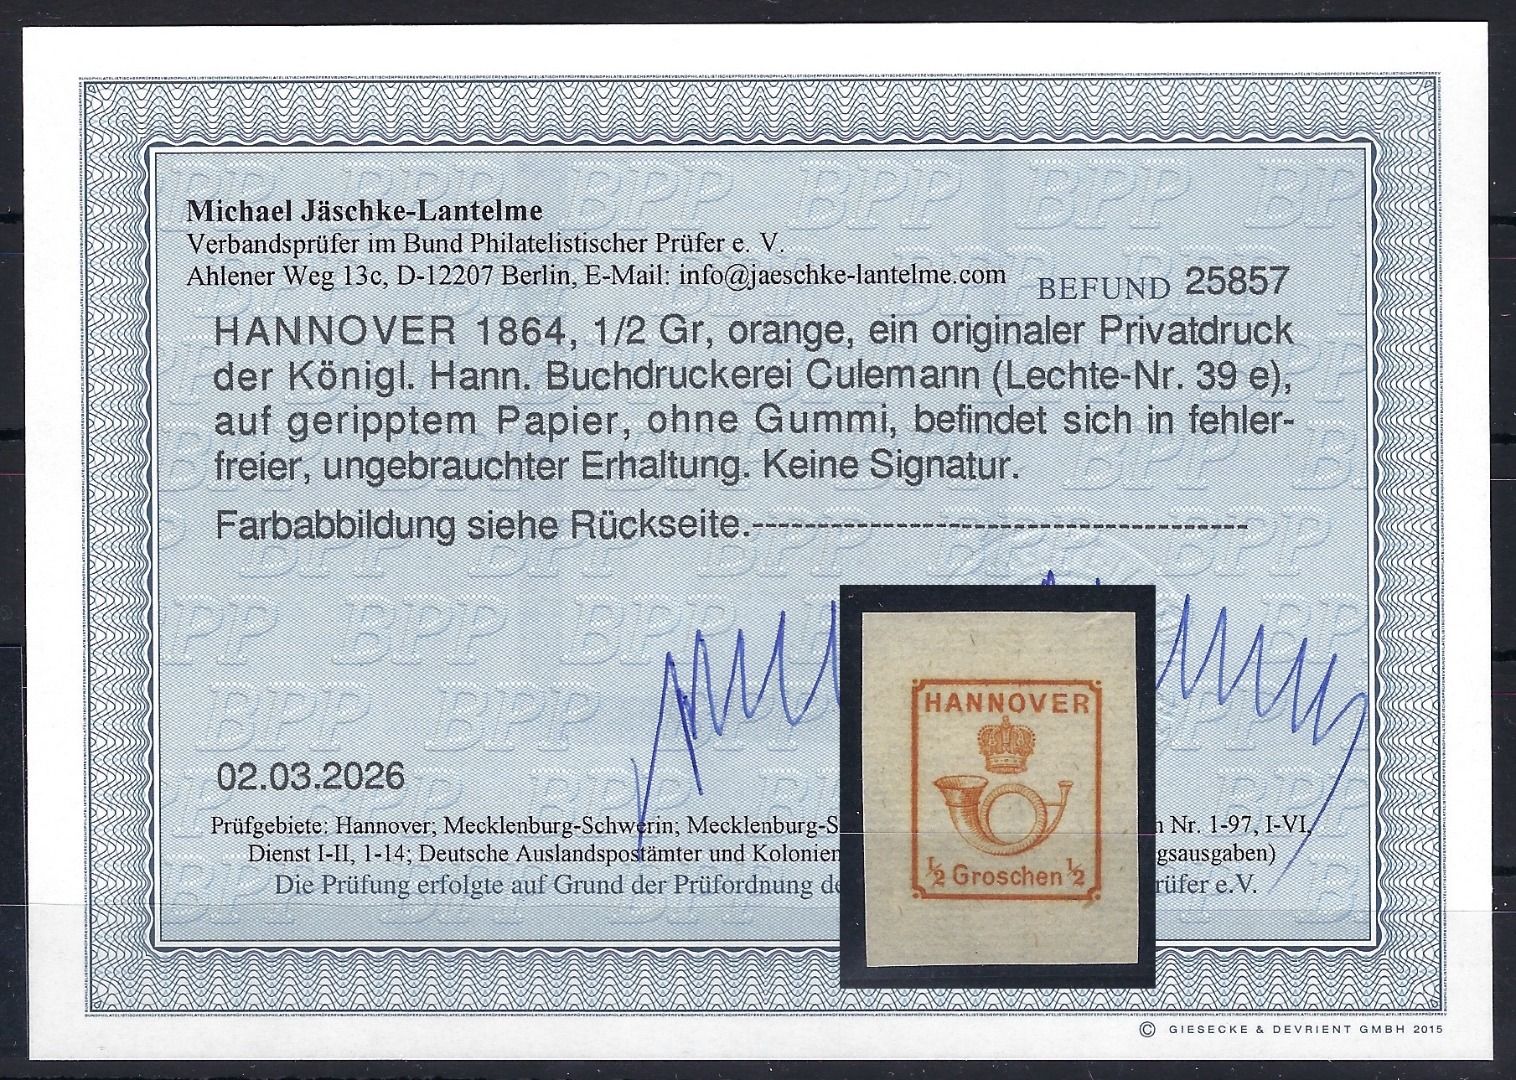 Michael Jäschke-Lantelme
Verbandsprüfer im Bund Philatelistischer Prüfer e. V.
Ahlener Weg 13c, D-12207 Berlin, E-Mail: info@jaeschke-lantelme.com
BEFUND 25857
HANNOVER 1864, 1/2 Gr, orange, ein originaler Privatdruck
der Königl. Hann. Buchdruckerei Culemann (Lechte-Nr. 39 e),
auf geripptem Papier, ohne Gummi, befindet sich in fehler-
freier, ungebrauchter Erhaltung. Keine Signatur.
Farbabbildung siehe Rückseite.
HANNOVER
½ Groschen ½
02.03.2026
Prüfgebiete: Hannover; Mecklenburg-Schwerin; Mecklenburg-S Nr. 1-97, I-VI,
Dienst I-II, 1-14; Deutsche Auslandspostämter und Kolonien gsausgaben)
Die Prüfung erfolgte auf Grund der Prüfordnung de rüfer e.V.
© GIESECKE & DEVRIENT GMBH 2015